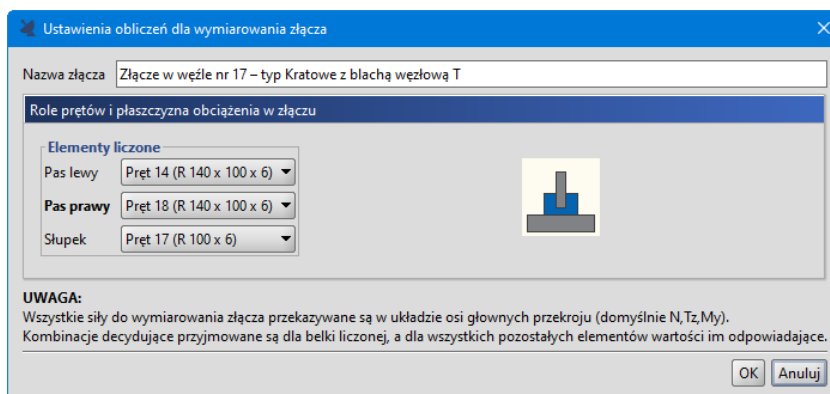 Ustawienia obliczeń dla wymiarowania złącza
Nazwa złącza Złącze w węźle nr 17 – typ Kratowe z blachą węzłową T
Role prętów i płaszczyzna obciążenia w złączu
Elementy liczone
Pas lewy Pręt 14 (R 140 x 100 x 6)
Pas prawy Pręt 18 (R 140 x 100 x 6)
Słupek Pręt 17 (R 100 x 6)
UWAGA:
Wszystkie siły do wymiarowania złącza przekazywane są w układzie osi głownych przekroju (domyślnie N,Tz,My).
Kombinacje decydujące przyjmowane są dla belki liczonej, a dla wszystkich pozostałych elementów wartości im odpowiadające.
OK Anuluj